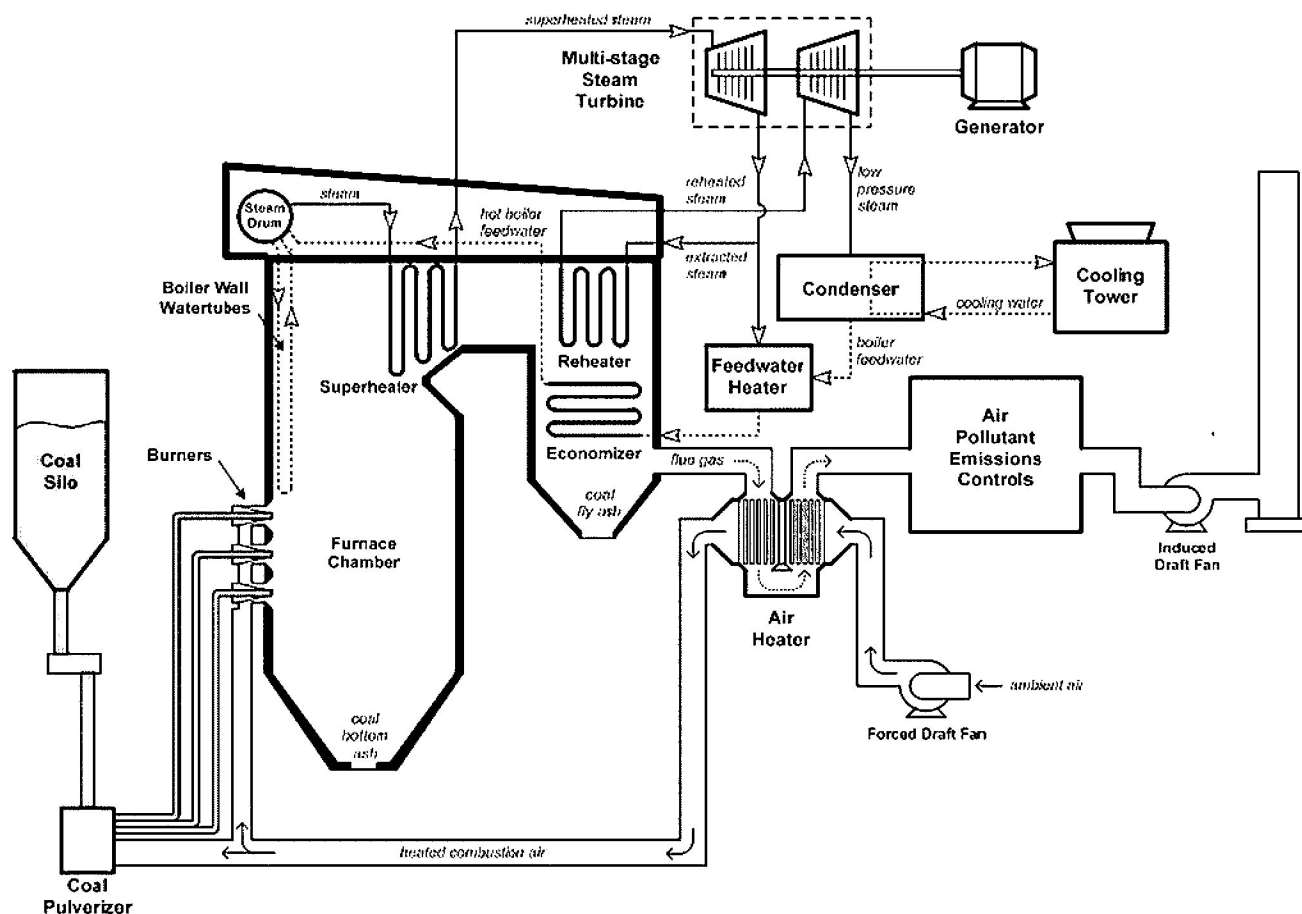 superheated steam
Multi-stage
Steam
Turbine
Generator
reheated
steam
low
pressure
steam
steam
Steam
Drum
hot boiler
feedwater
extracted
steam
Boiler Wall
Watertubes
Condenser
cooling water
Cooling
Tower
Superheater
Reheater
Feedwater
Heater
boiler
feedwater
Coal
Silo
Burners
Economizer
flue gas
Air
Pollutant
Emissions
Controls
coal
fly ash
Furnace
Chamber
Induced
Draft Fan
Air
Heater
ambient air
Forced Draft Fan
coal
bottom
ash
heated combustion air
Coal
Pulverizer